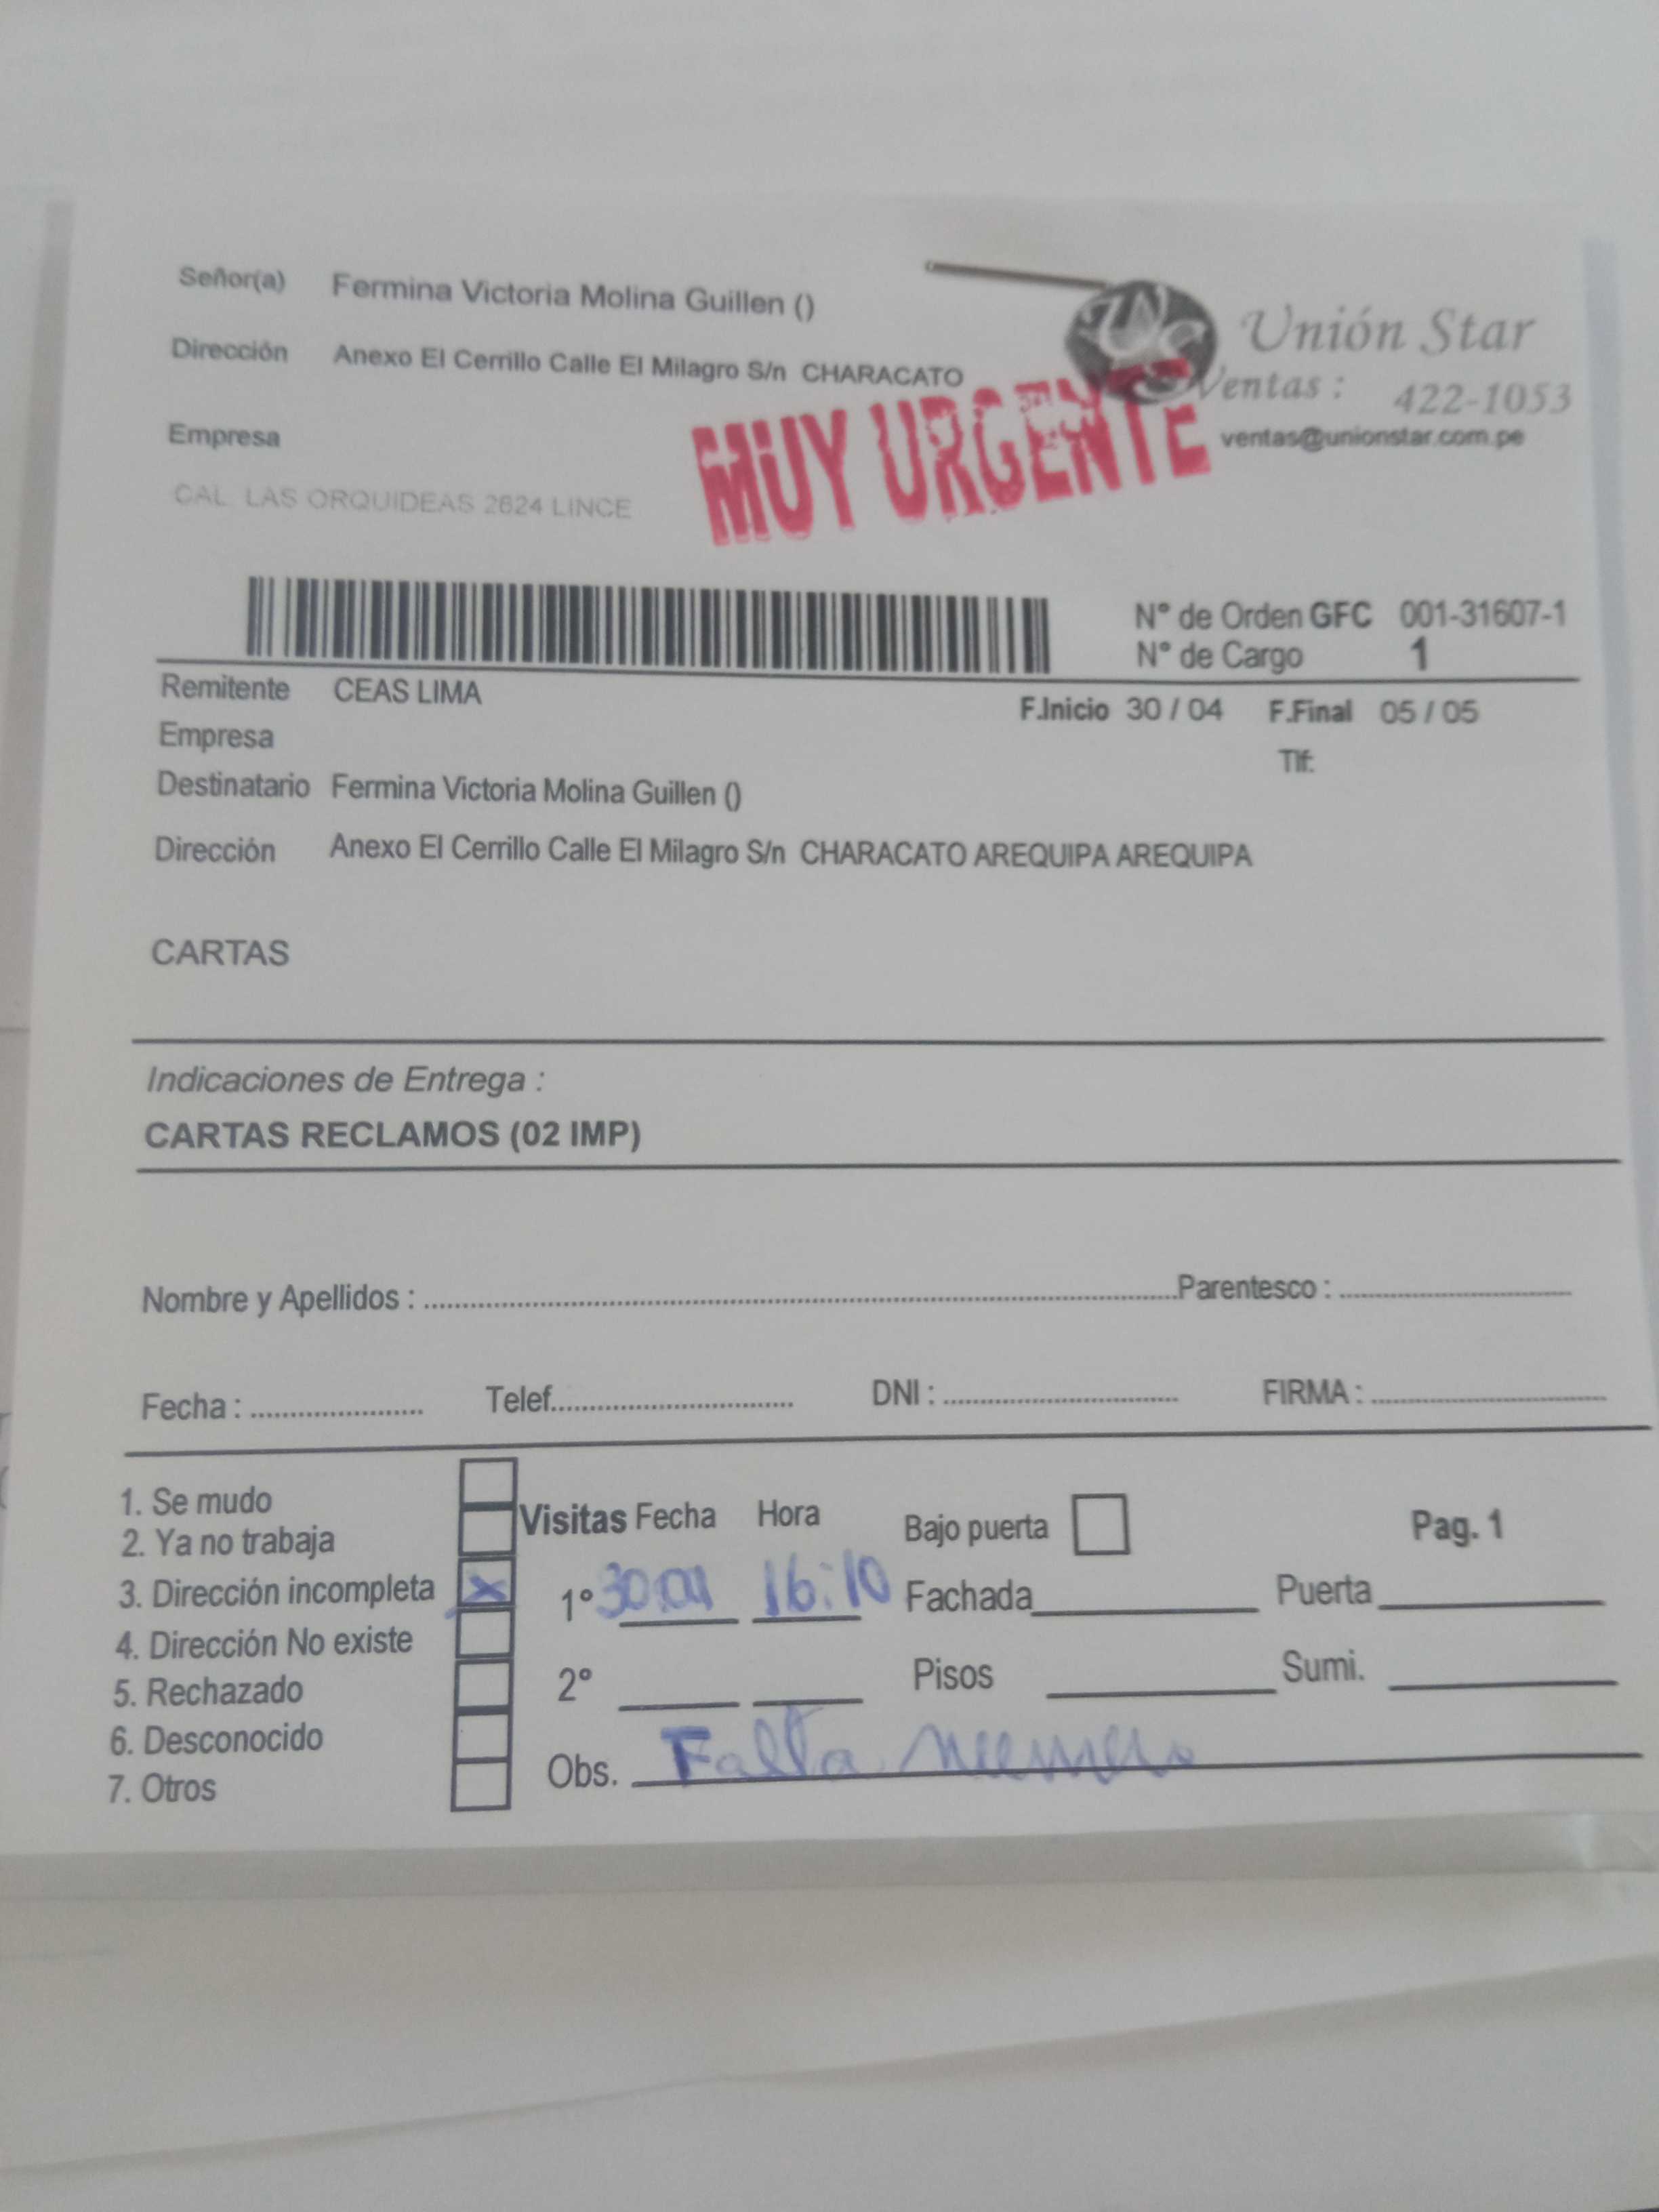 Señor(a) Fermina Victoria Molina Guillen ()
Unión Star
Dirección Anexo El Cerrillo Calle El Milagro S/n CHARACATO
Ventas : 422-1053
Empresa
ventas@unionstar.com.pe
MUY URGENTE
CAL. LAS ORQUIDEAS 2624 LINCE
N° de Orden GFC 001-31607-1
N° de Cargo 1
Remitente CEAS LIMA
F.Inicio 30 / 04 F.Final 05 / 05
Empresa
Tlf:
Destinatario Fermina Victoria Molina Guillen ()
Dirección Anexo El Cerrillo Calle El Milagro S/n CHARACATO AREQUIPA AREQUIPA
CARTAS
Indicaciones de Entrega :
CARTAS RECLAMOS (02 IMP)
Nombre y Apellidos : Parentesco :
Fecha : Telef. DNI : FIRMA :
1. Se mudo
2. Ya no trabaja
3. Dirección incompleta X
4. Dirección No existe
5. Rechazado
6. Desconocido
7. Otros
Visitas Fecha Hora Bajo puerta Pag. 1
1° 30.04 16:10 Fachada Puerta
2° Pisos Sumi.
Obs. Falta numero